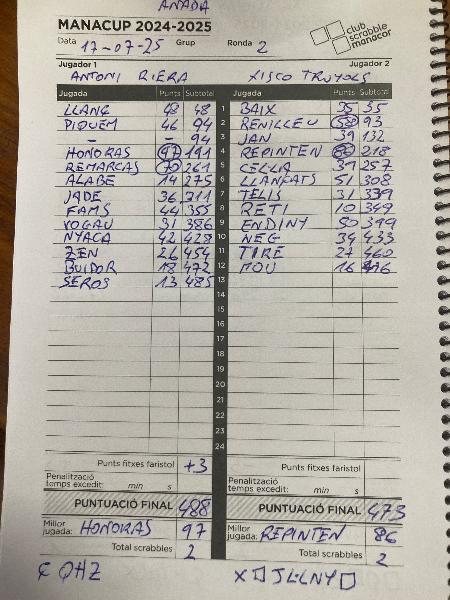 ANADA
MANACUP 2024-2025
club scrabble manacor
Data 17-07-25 Grup Ronda 2
Jugador 1 Jugador 2
ANTONI RIERA XISCO TRUYOLS
Jugada Punts Subtotal Jugada Punts Subtotal
LLANÇ 48 48 1 BAIX 35 35
PIQUEM 46 94 2 RENILLEU 58 93
- - 94 3 JAN 39 132
HONORAS 97 191 4 REPINTEN 86 218
REMARCAS 70 261 5 CEL·LIA 39 257
ALABE 14 275 6 LLANÇATS 51 308
JADE 36 311 7 TELIS 31 339
FAMS 44 355 8 RETI 10 349
VOGAU 31 386 9 ENDINY 50 399
NYACA 42 428 10 NEG 34 433
ZEN 26 454 11 TIRE 27 460
BUIDOR 18 472 12 MOU 16 476
SEROS 13 485 13
14
15
16
17
18
19
20
21
22
23
24
Punts fitxes faristol +3 Punts fitxes faristol
Penalització temps excedit: min s Penalització temps excedit: min s
PUNTUACIÓ FINAL 488 PUNTUACIÓ FINAL 473
Millor jugada: HONORAS 97 Millor jugada: REPINTEN 86
Total scrabbles 2 Total scrabbles 2
Ç QHZ X □ J L·L NY □